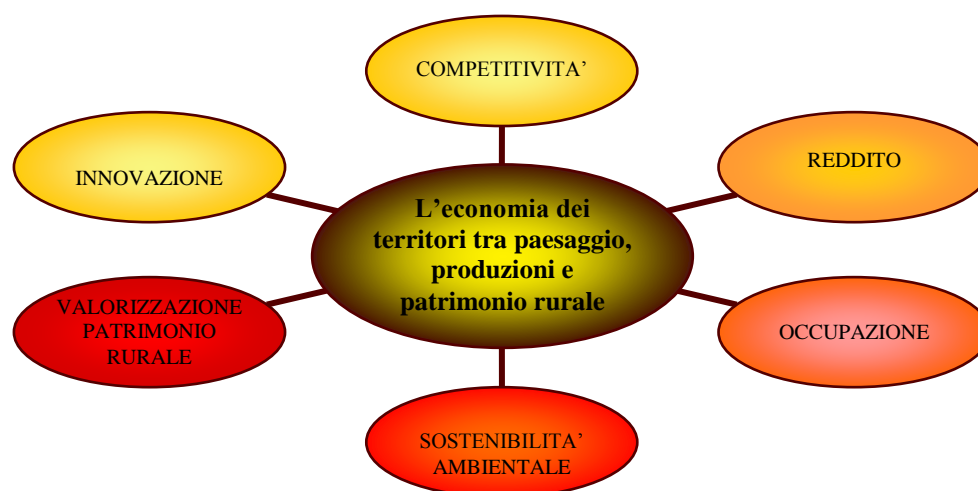 COMPETITIVITA’
INNOVAZIONE
REDDITO
L’economia dei
territori tra paesaggio,
produzioni e
patrimonio rurale
VALORIZZAZIONE
PATRIMONIO
RURALE
OCCUPAZIONE
SOSTENIBILITA’
AMBIENTALE